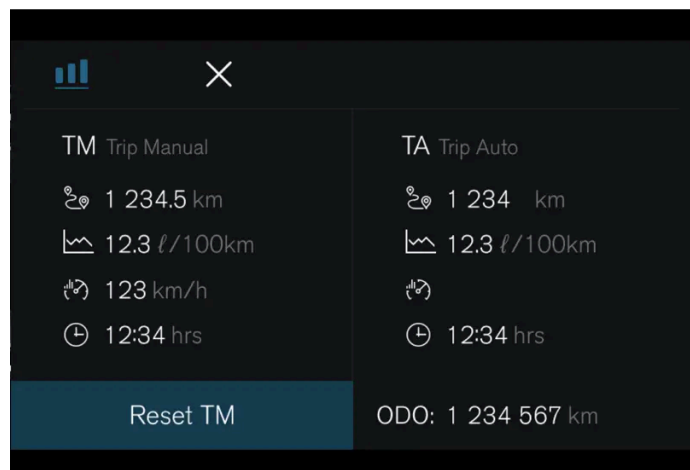 TM Trip Manual
1 234.5 km
12.3 ℓ/100km
123 km/h
12:34 hrs
Reset TM
TA Trip Auto
1 234 km
12.3 ℓ/100km
12:34 hrs
ODO: 1 234 567 km